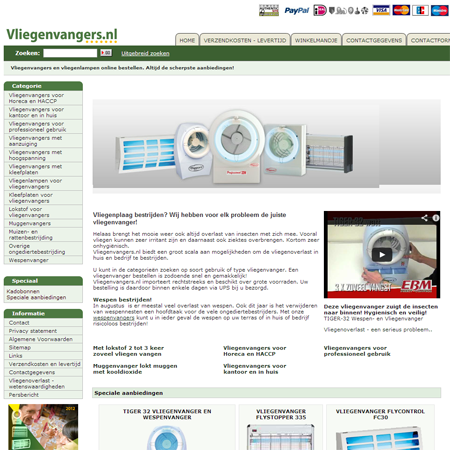 PayPal
VISA
Vliegenvangers.nl
HOME
VERZENDKOSTEN - LEVERTIJD
WINKELMANDJE
CONTACTGEGEVENS
CONTACTFORM
Zoeken:
Uitgebreid zoeken
Vliegenvangers en vliegenlampen online bestellen. Altijd de scherpste aanbiedingen!
Categorie
Vliegenvangers voor
Horeca en HACCP
Vliegenvangers voor
kantoor en in huis
Vliegenvangers voor
professioneel gebruik
Vliegenvangers met
aanzuiging
Vliegenvangers met
hoogspanning
Vliegenvangers met
kleefplaten
Vliegenlampen voor
vliegenvangers
Kleefplaten voor
vliegenvangers
Lokstof voor
vliegenvangers
Muggenvangers
Muizen- en
rattenbestrijding
Overige
ongediertebestrijding
Wespenvanger
Speciaal
Kadobonnen
Speciale aanbiedingen
Informatie
Contact
Privacy statement
Algemene Voorwaarden
Sitemap
Links
Verzendkosten en levertijd
Contactgegevens
Vliegenoverlast -
wetenswaardigheden
Persbericht
2012
Vliegenplaag bestrijden? Wij hebben voor elk probleem de juiste
vliegenvanger!
Helaas brengt het mooie weer ook altijd overlast van insecten met zich mee. Vooral
vliegen kunnen zeer irritant zijn en daarnaast ook ziektes overbrengen. Kortom zeer
onhygiënisch.
Vliegenvangers.nl biedt een groot scala aan mogelijkheden om de vliegenoverlast in
huis en bedrijf te bestrijden.
U kunt in de categorieën zoeken op soort gebruik of type vliegenvanger. Een
vliegenvanger bestellen is zodoende snel en gemakkelijk!
Vliegenvangers.nl importeert rechtstreeks en beschikt over grote voorraden. Uw
bestelling is daardoor binnen enkele dagen via UPS bij u bezorgd.
Wespen bestrijden!
In augustus is er meestal veel overlast van wespen. Ook dit jaar is het verwijderen
van wespennesten een hoofdtaak voor de vele ongediertebestrijders. Met onze
wespenvangers kunt u in ieder geval de wespen op uw terras of in huis of bedrijf
risicoloos bestrijden!
TIGER-32 WESP
EBM
Deze vliegenvanger zuigt de insecten
naar binnen! Hygiënisch en veilig!
TIGER-32 Wespen- en Vliegenvanger
Vliegenoverlast - een serieus probleem..
Met lokstof 2 tot 3 keer
zoveel vliegen vangen
Vliegenvangers voor
Horeca en HACCP
Vliegenvangers voor
professioneel gebruik
Muggenvanger lokt muggen
met kooldioxide
Vliegenvangers voor
kantoor en in huis
Speciale aanbiedingen
TIGER 32 VLIEGENVANGER EN
WESPENVANGER
VLIEGENVANGER
FLYSTOPPER 335
VLIEGENVANGER FLYCONTROL
FC30